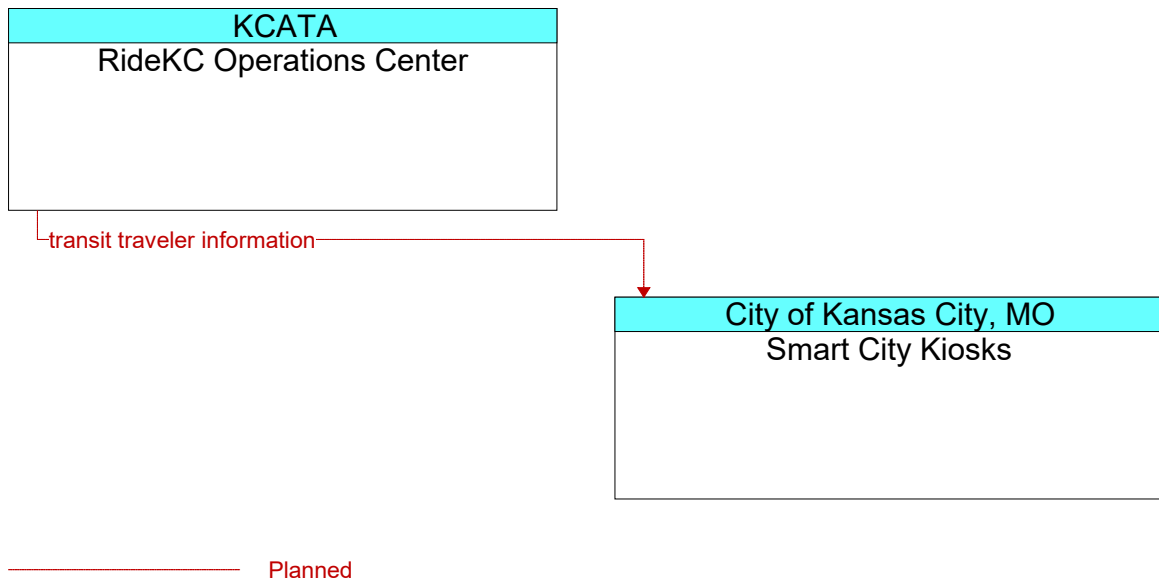 KCATA
RideKC Operations Center
transit traveler information
City of Kansas City, MO
Smart City Kiosks
Planned